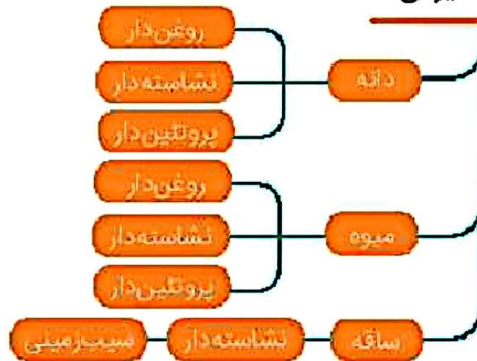 روغن‌دار
دانه
نشاسته‌دار
پروتئین‌دار
روغن‌دار
میوه
نشاسته‌دار
پروتئین‌دار
ساقه
نشاسته‌دار
سیب‌زمینی